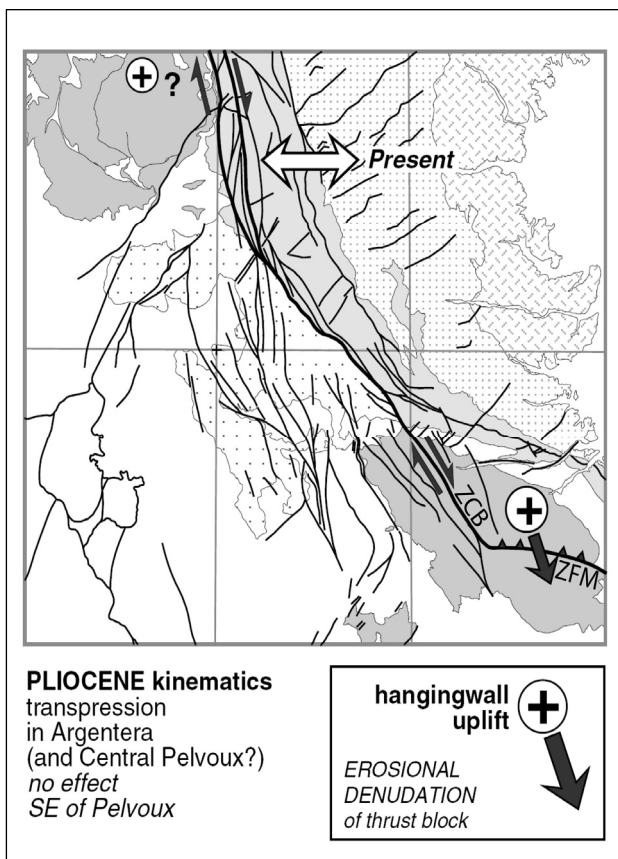 + ?
Present
ZCB
+
ZFM
PLIOCENE kinematics
transpression
in Argentera
(and Central Pelvoux?)
no effect
SE of Pelvoux
hangingwall
uplift +
EROSIONAL
DENUDATION
of thrust block